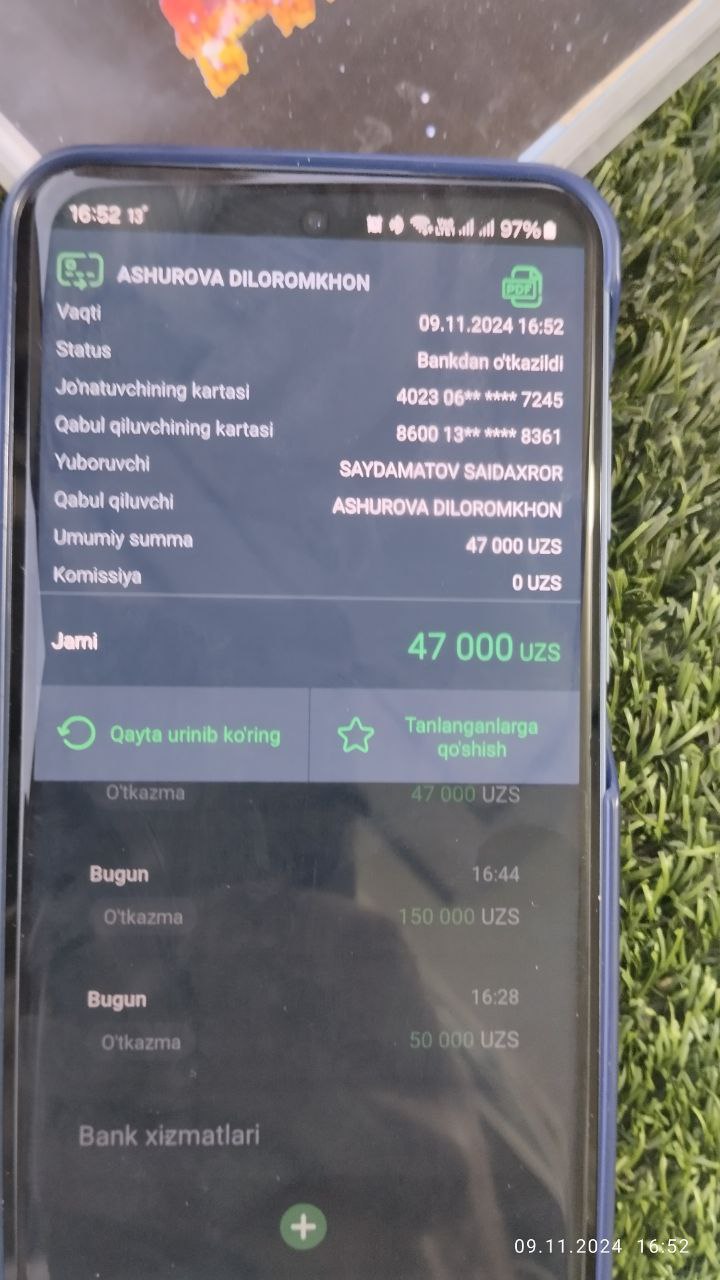 16:52 13°
97%
ASHUROVA DILOROMKHON
PDF
Vaqti 09.11.2024 16:52
Status Bankdan o'tkazildi
Jo'natuvchining kartasi 4023 06** **** 7245
Qabul qiluvchining kartasi 8600 13** **** 8361
Yuboruvchi SAYDAMATOV SAIDAXROR
Qabul qiluvchi ASHUROVA DILOROMKHON
Umumiy summa 47 000 UZS
Komissiya 0 UZS
Jami 47 000 UZS
Qayta urinib ko'ring
Tanlanganlarga
qo'shish
O'tkazma 47 000 UZS
Bugun 16:44
O'tkazma 150 000 UZS
Bugun 16:28
O'tkazma 50 000 UZS
Bank xizmatlari
09.11.2024 16:52